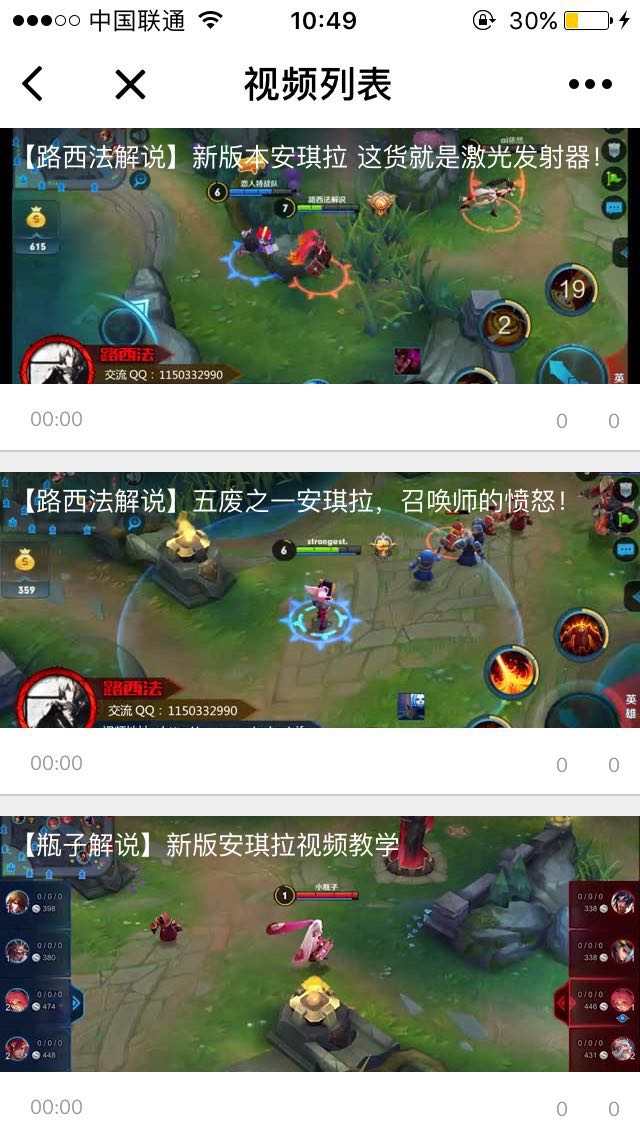 中国联通 10:49 30%
视频列表
【路西法解说】新版本安琪拉 这货就是激光发射器！
恋人特战队
6
路西法解说
7
615
19
2
路西法
交流 QQ：1150332990
英
00:00 0 0
【路西法解说】五废之一安琪拉，召唤师的愤怒！
strongest.
6
359
路西法
交流 QQ：1150332990
英
雄
00:00 0 0
【瓶子解说】新版安琪拉视频教学
小瓶子
1
0/0/0
398
0/0/0
338
0/0/0
380
0/0/0
338
0/0/0
474
0/0/0
446
0/0/0
448
0/0/0
431
00:00 0 0